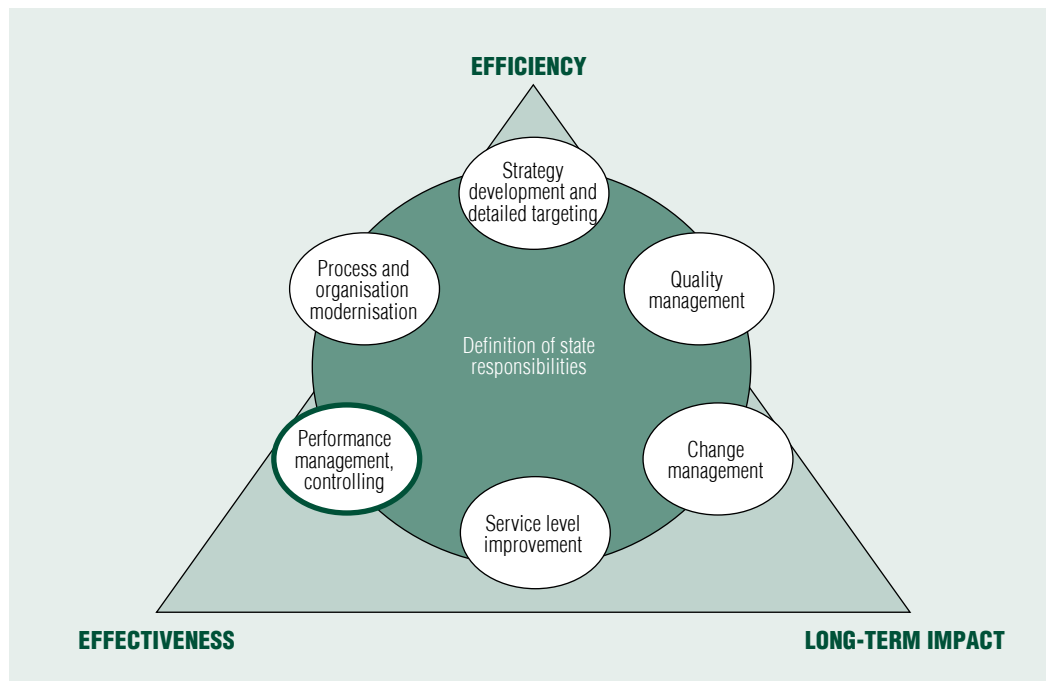 EFFICIENCY
Strategy
development and
detailed targeting
Process and
organisation
modernisation
Quality
management
Definition of state
responsibilities
Performance
management,
controlling
Change
management
Service level
improvement
EFFECTIVENESS
LONG-TERM IMPACT